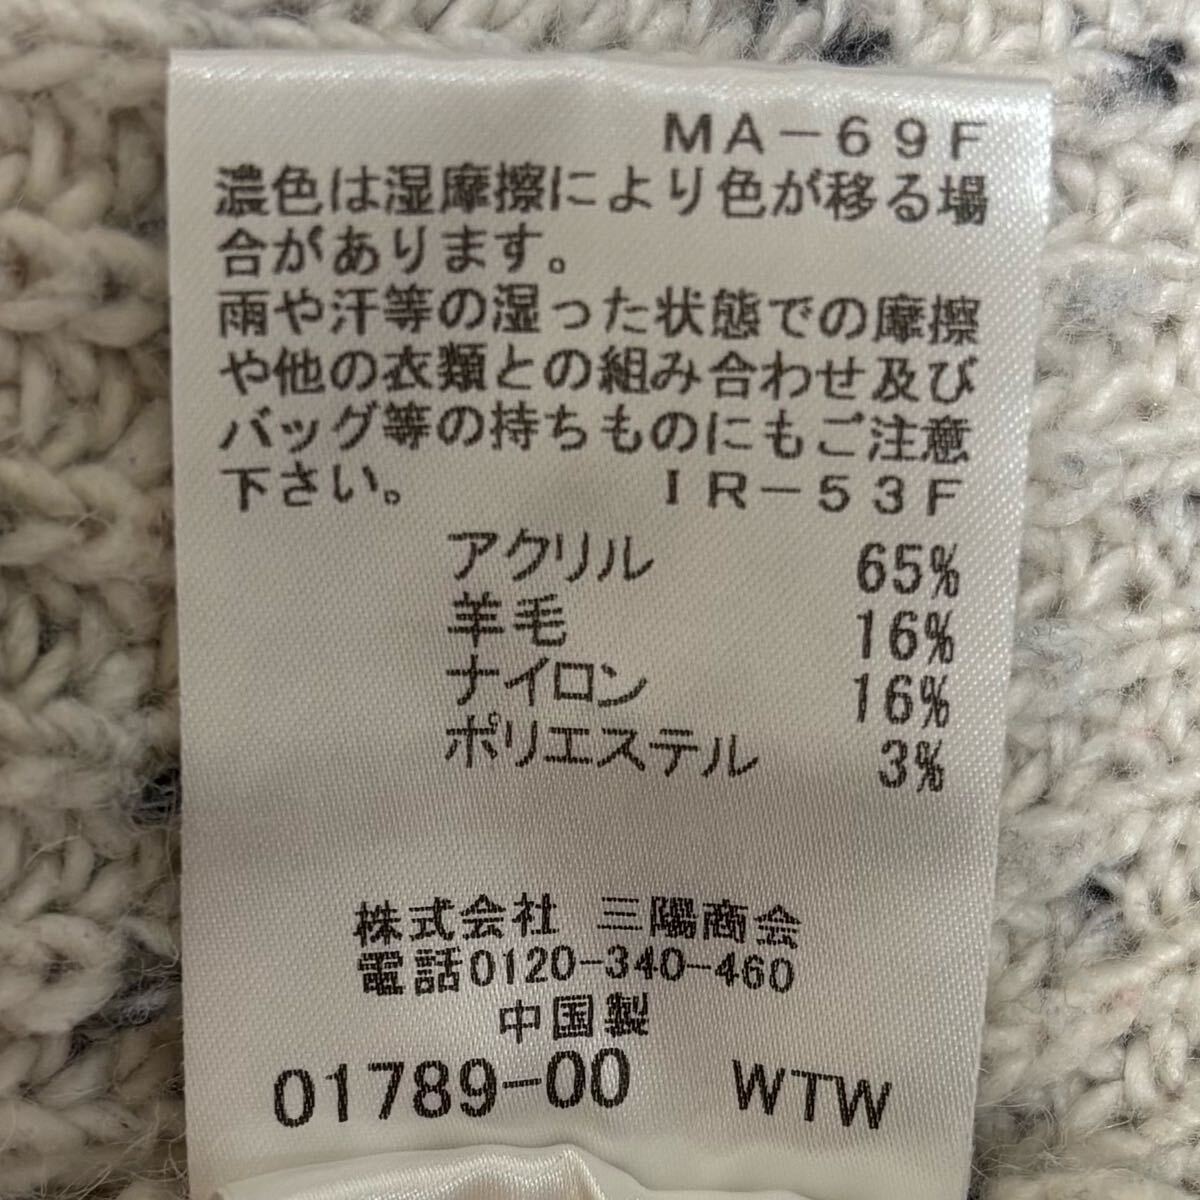 MA－69F
濃色は湿摩擦により色が移る場
合があります。
雨や汗等の湿った状態での摩擦
や他の衣類との組み合わせ及び
バッグ等の持ちものにもご注意
下さい。 IR－53F
アクリル 65%
羊毛 16%
ナイロン 16%
ポリエステル 3%
株式会社 三陽商会
電話0120-340-460
中国製
01789-00 WTW